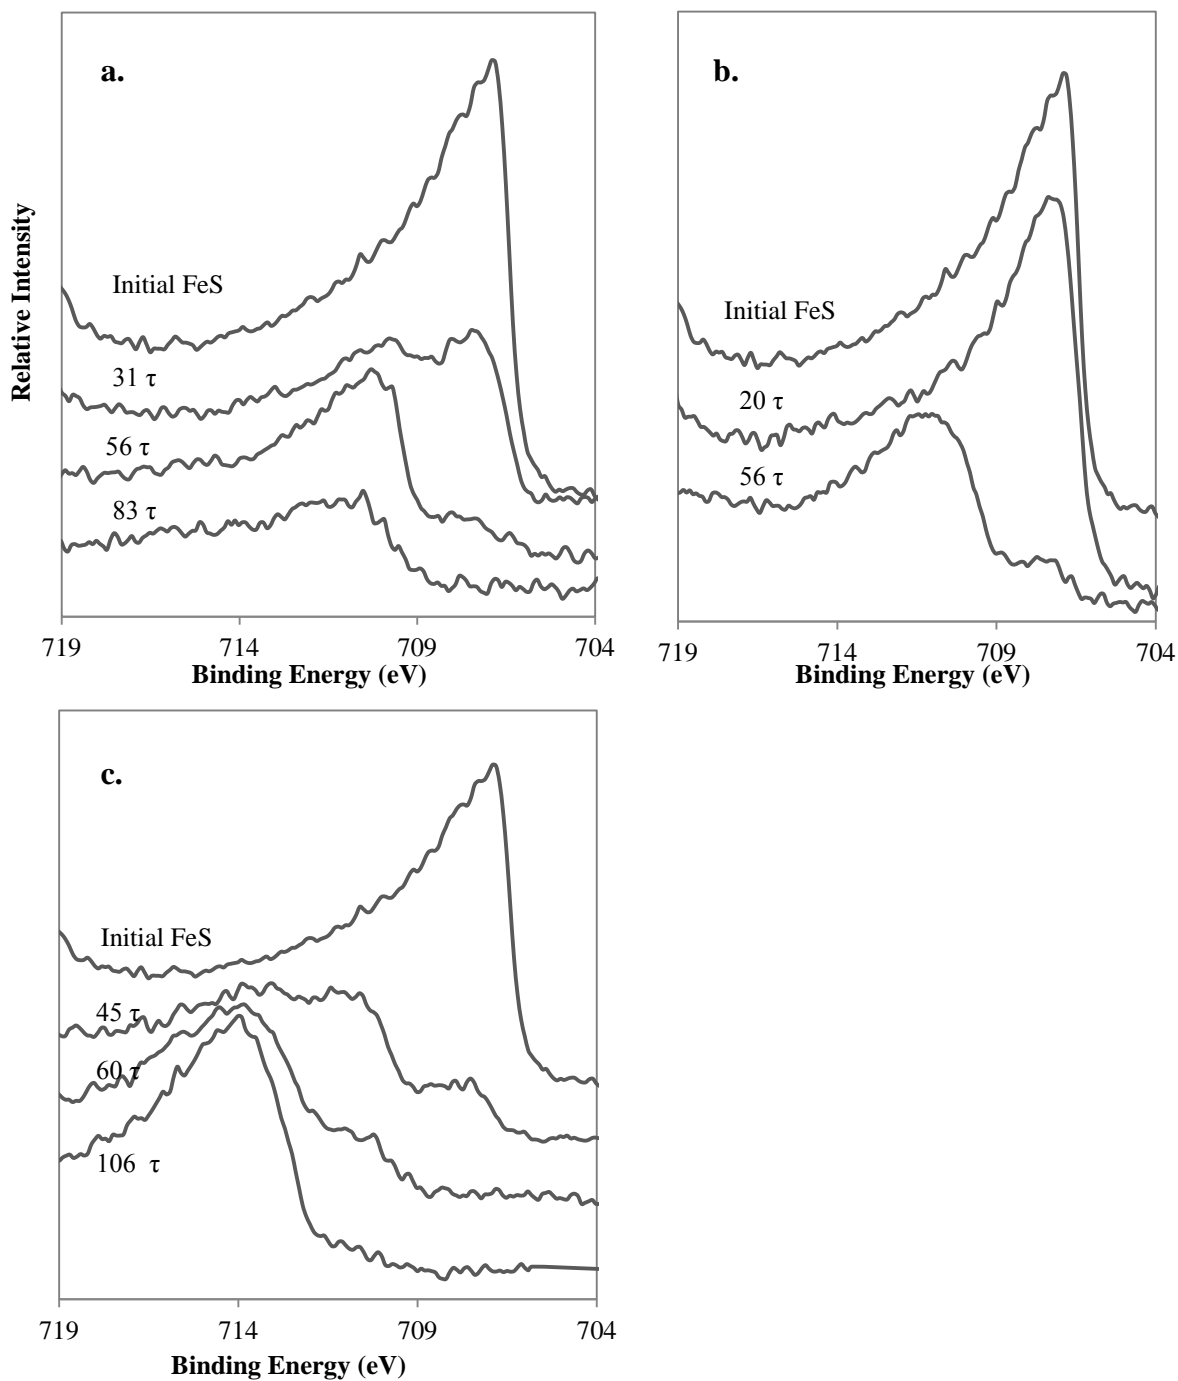 a.
Relative Intensity
Initial FeS
31 τ
56 τ
83 τ
719 714 709 704
Binding Energy (eV)
b.
Initial FeS
20 τ
56 τ
719 714 709 704
Binding Energy (eV)
c.
Initial FeS
45 τ
60 τ
106 τ
719 714 709 704
Binding Energy (eV)